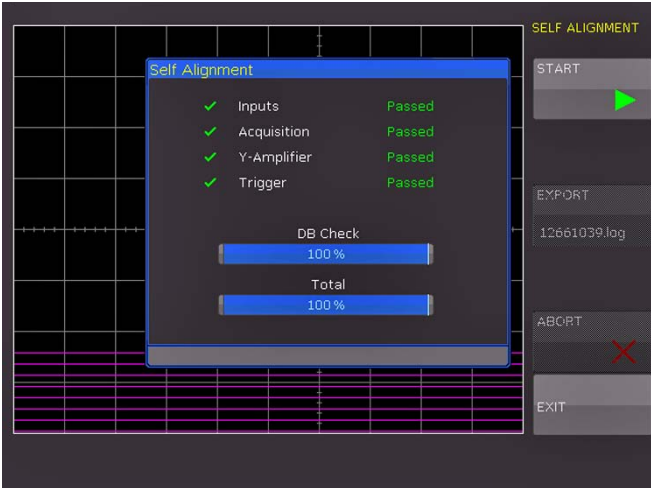 SELF ALIGNMENT
Self Alignment
START
Inputs Passed
Acquisition Passed
Y-Amplifier Passed
Trigger Passed
EXPORT
12661039.log
DB Check
100 %
Total
100 %
ABORT
EXIT